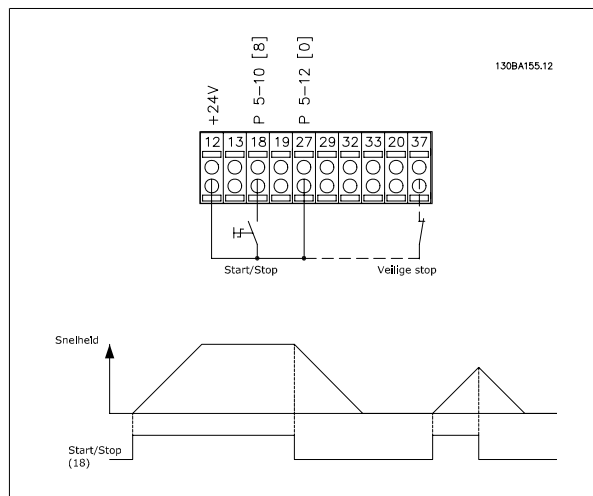 130BA155.12
+24V
P 5-10 [8]
P 5-12 [0]
12 13 18 19 27 29 32 33 20 37
Start/Stop
Veilige stop
Snelheid
Start/Stop
(18)